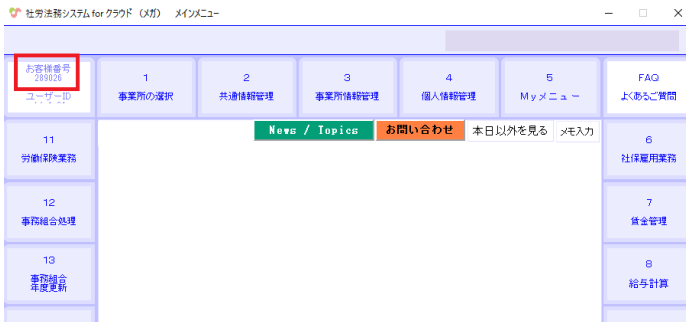 社労法務システム for クラウド (メガ) メインメニュー
お客様番号
289026
ユーザーID
1
事業所の選択
2
共通情報管理
3
事業所情報管理
4
個人情報管理
5
Myメニュー
FAQ
よくあるご質問
News / Topics
お問い合わせ
本日以外を見る
メモ入力
11
労働保険業務
6
社保雇用業務
12
事務組合処理
7
賃金管理
13
事務組合
年度更新
8
給与計算